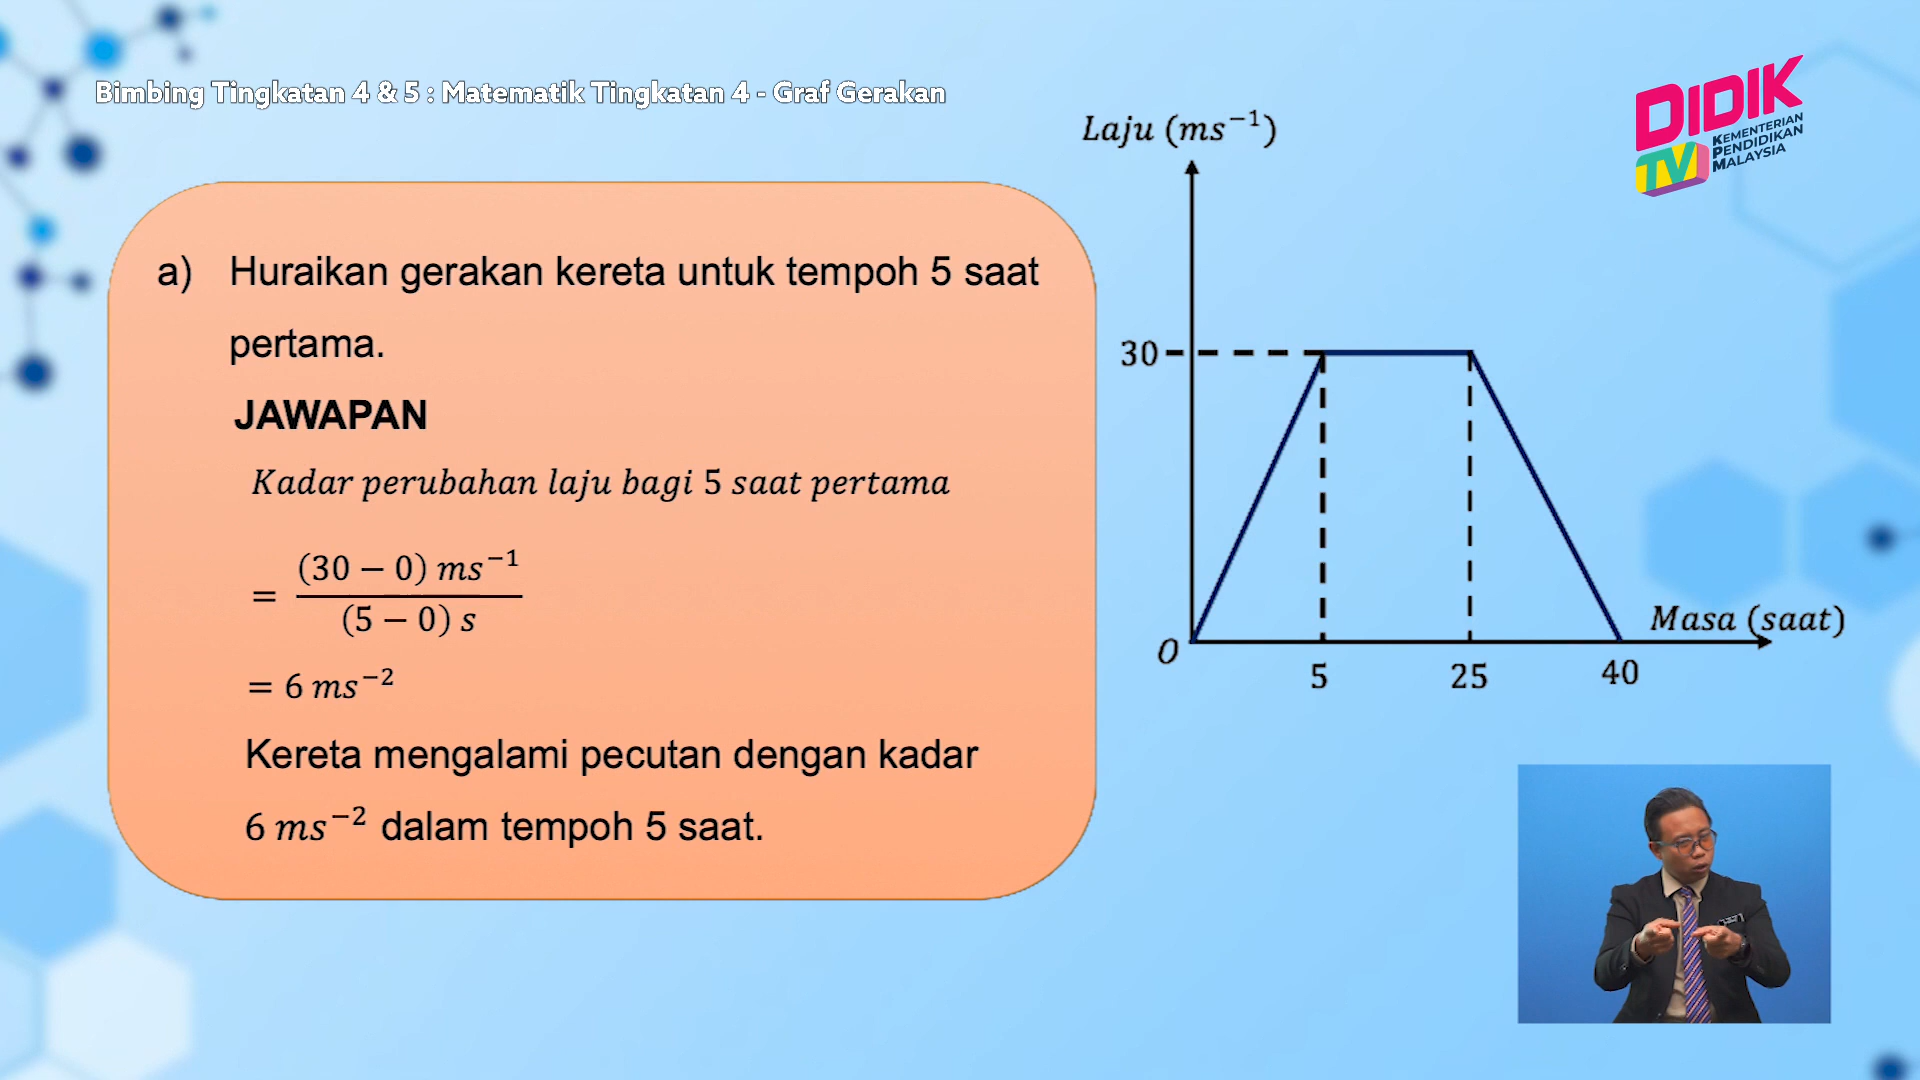 Bimbing Tingkatan 4 & 5 : Matematik Tingkatan 4 - Graf Gerakan
DIDIK
TV
KEMENTERIAN
PENDIDIKAN
MALAYSIA
a) Huraikan gerakan kereta untuk tempoh 5 saat
pertama.
JAWAPAN
Kadar perubahan laju bagi 5 saat pertama
= (30 − 0) ms⁻¹
(5 − 0) s
= 6 ms⁻²
Kereta mengalami pecutan dengan kadar
6 ms⁻² dalam tempoh 5 saat.
Laju (ms⁻¹)
30
O
5
25
40
Masa (saat)